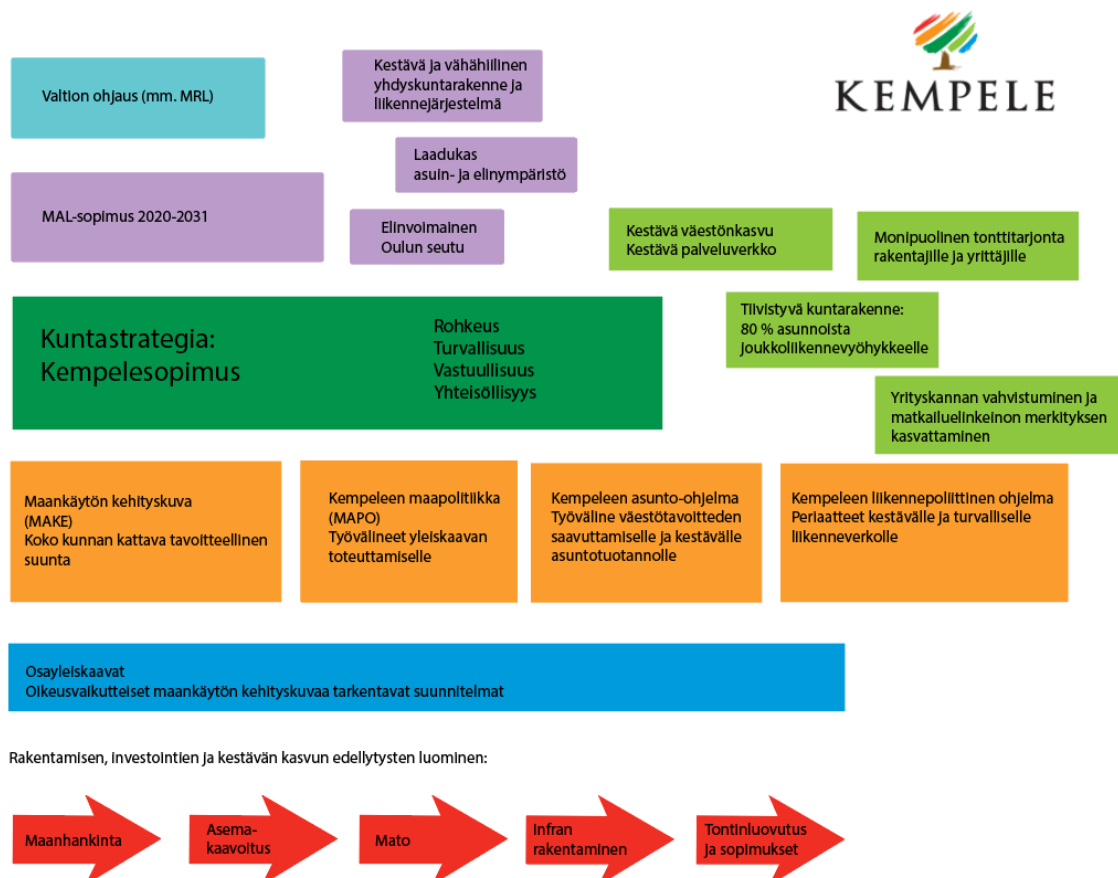 KEMPELE
Valtion ohjaus (mm. MRL)
Kestävä ja vähähiilinen
yhdyskuntarakenne ja
liikennejärjestelmä
Laadukas
asuin- ja elinympäristö
MAL-sopimus 2020-2031
Elinvoimainen
Oulun seutu
Kestävä väestönkasvu
Kestävä palveluverkko
Monipuolinen tonttitarjonta
rakentajille ja yrittäjille
Kuntastrategia:
Kempelesopimus
Rohkeus
Turvallisuus
Vastuullisuus
Yhteisöllisyys
Tiivistyvä kuntarakenne:
80 % asunnoista
joukkoliikennevyöhykkeelle
Yrityskannan vahvistuminen ja
matkailuelinkeinon merkityksen
kasvattaminen
Maankäytön kehityskuva
(MAKE)
Koko kunnan kattava tavoitteellinen
suunta
Kempeleen maapolitiikka
(MAPO)
Työvälineet yleiskaavan
toteuttamiselle
Kempeleen asunto-ohjelma
Työväline väestötavoitteden
saavuttamiselle ja kestävälle
asuntotuotannolle
Kempeleen liikennepoliittinen ohjelma
Periaatteet kestävälle ja turvalliselle
liikenneverkolle
Osayleiskaavat
Oikeusvaikutteiset maankäytön kehityskuvaa tarkentavat suunnitelmat
Rakentamisen, investointien ja kestävän kasvun edellytysten luominen:
Maanhankinta
Asema-
kaavoitus
Mato
Infran
rakentaminen
Tontinluovutus
ja sopimukset